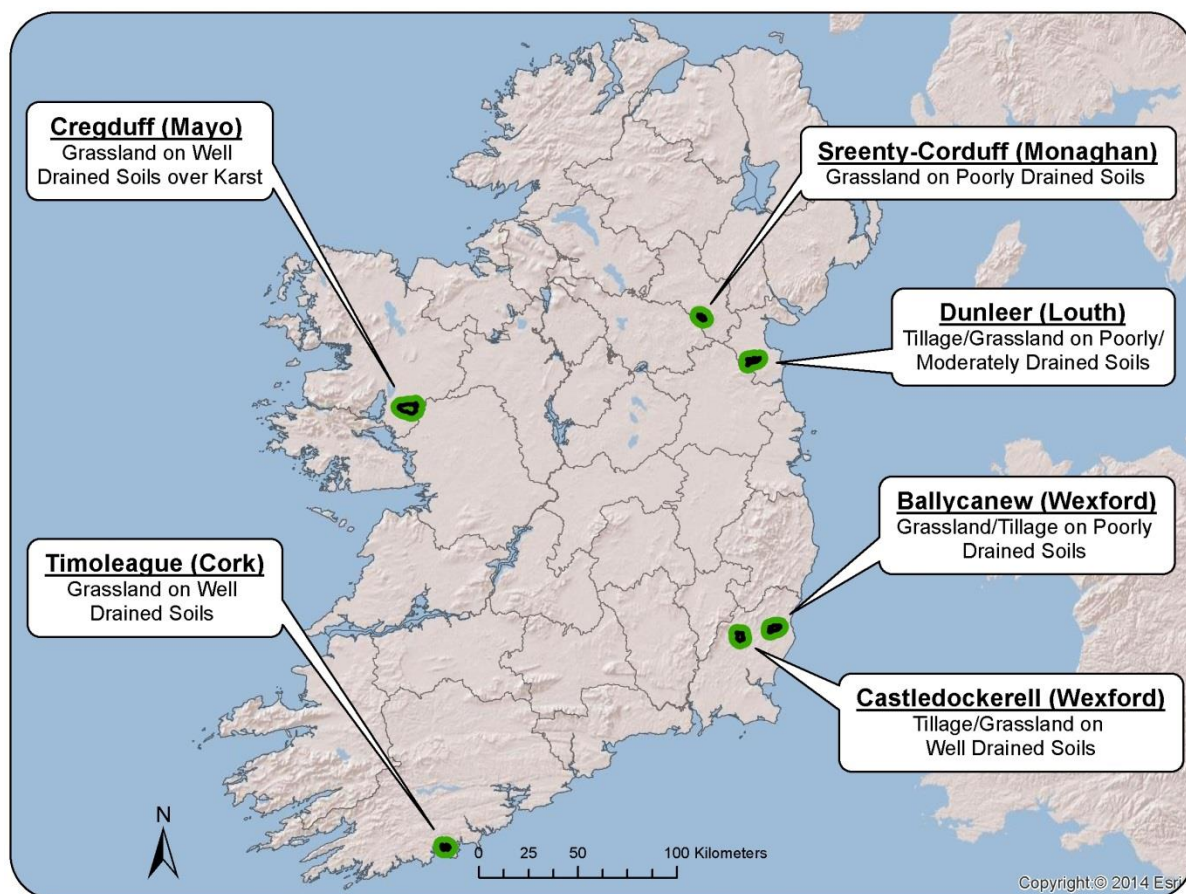 Cregduff (Mayo)
Grassland on Well
Drained Soils over Karst
Sreenty-Corduff (Monaghan)
Grassland on Poorly Drained Soils
Dunleer (Louth)
Tillage/Grassland on Poorly/
Moderately Drained Soils
Ballycanew (Wexford)
Grassland/Tillage on Poorly
Drained Soils
Timoleague (Cork)
Grassland on Well
Drained Soils
Castledockerell (Wexford)
Tillage/Grassland on
Well Drained Soils
N
0 25 50 100 Kilometers
Copyright:© 2014 Esri